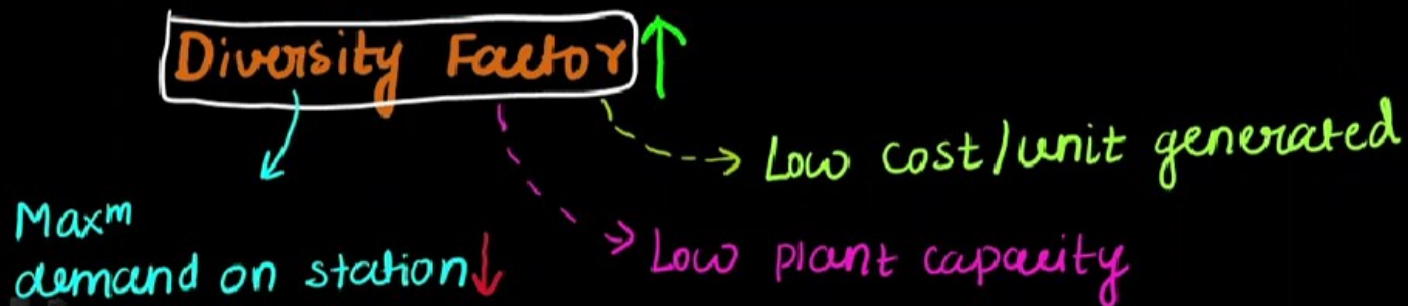 Diversity Factor ↑
Low cost/unit generated
Maxᵐ
demand on station↓
Low plant capacity